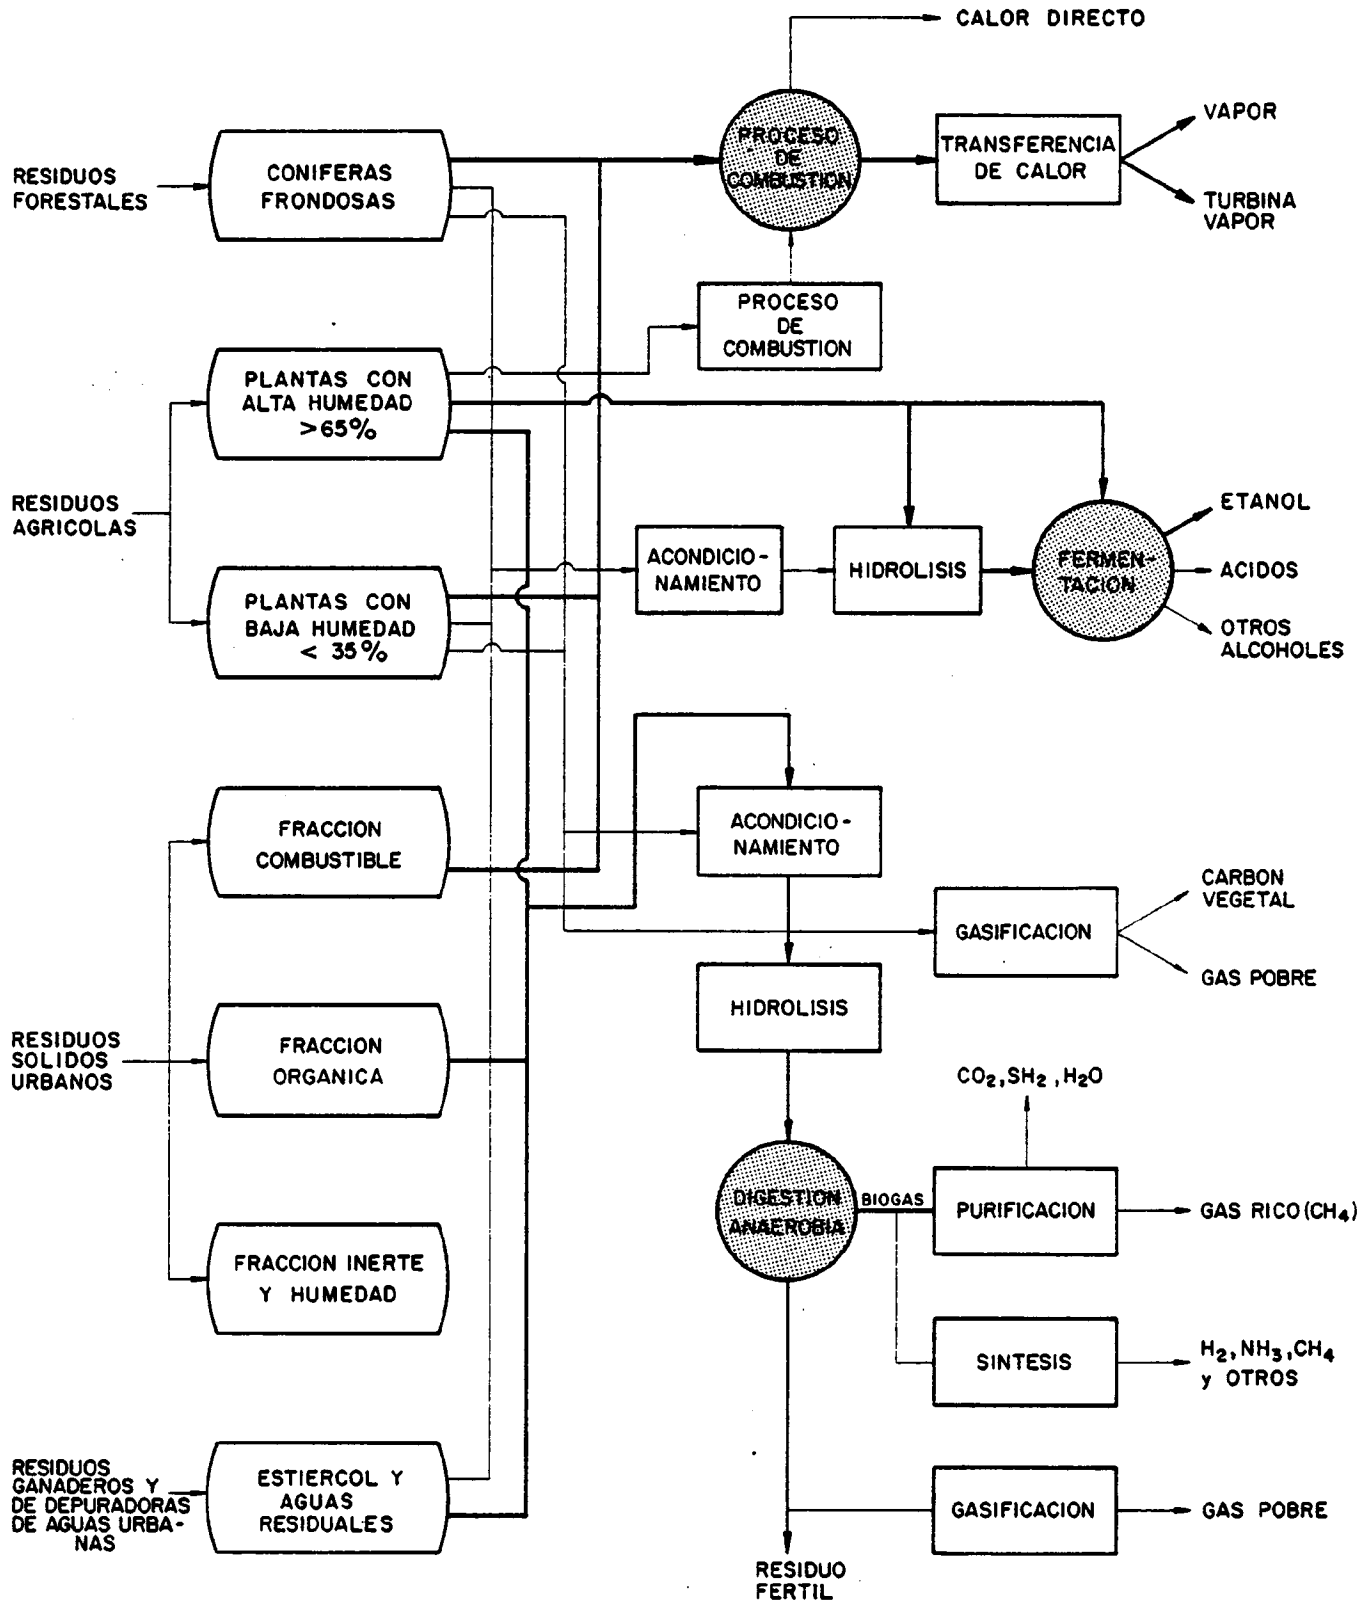 CALOR DIRECTO
RESIDUOS
FORESTALES
CONIFERAS
FRONDOSAS
PROCESO
DE
COMBUSTION
TRANSFERENCIA
DE CALOR
VAPOR
TURBINA
VAPOR
PROCESO
DE
COMBUSTION
RESIDUOS
AGRICOLAS
PLANTAS CON
ALTA HUMEDAD
>65%
PLANTAS CON
BAJA HUMEDAD
< 35%
ACONDICIO-
NAMIENTO
HIDROLISIS
FERMEN-
TACION
ETANOL
ACIDOS
OTROS
ALCOHOLES
RESIDUOS
SOLIDOS
URBANOS
FRACCION
COMBUSTIBLE
FRACCION
ORGANICA
FRACCION INERTE
Y HUMEDAD
ACONDICIO-
NAMIENTO
HIDROLISIS
GASIFICACION
CARBON
VEGETAL
GAS POBRE
CO₂,SH₂,H₂O
DIGESTION
ANAEROBIA
BIOGAS
PURIFICACION
GAS RICO(CH₄)
SINTESIS
H₂,NH₃,CH₄
y OTROS
RESIDUOS
GANADEROS Y
DE DEPURADORAS
DE AGUAS URBA-
NAS
ESTIERCOL Y
AGUAS
RESIDUALES
GASIFICACION
GAS POBRE
RESIDUO
FERTIL